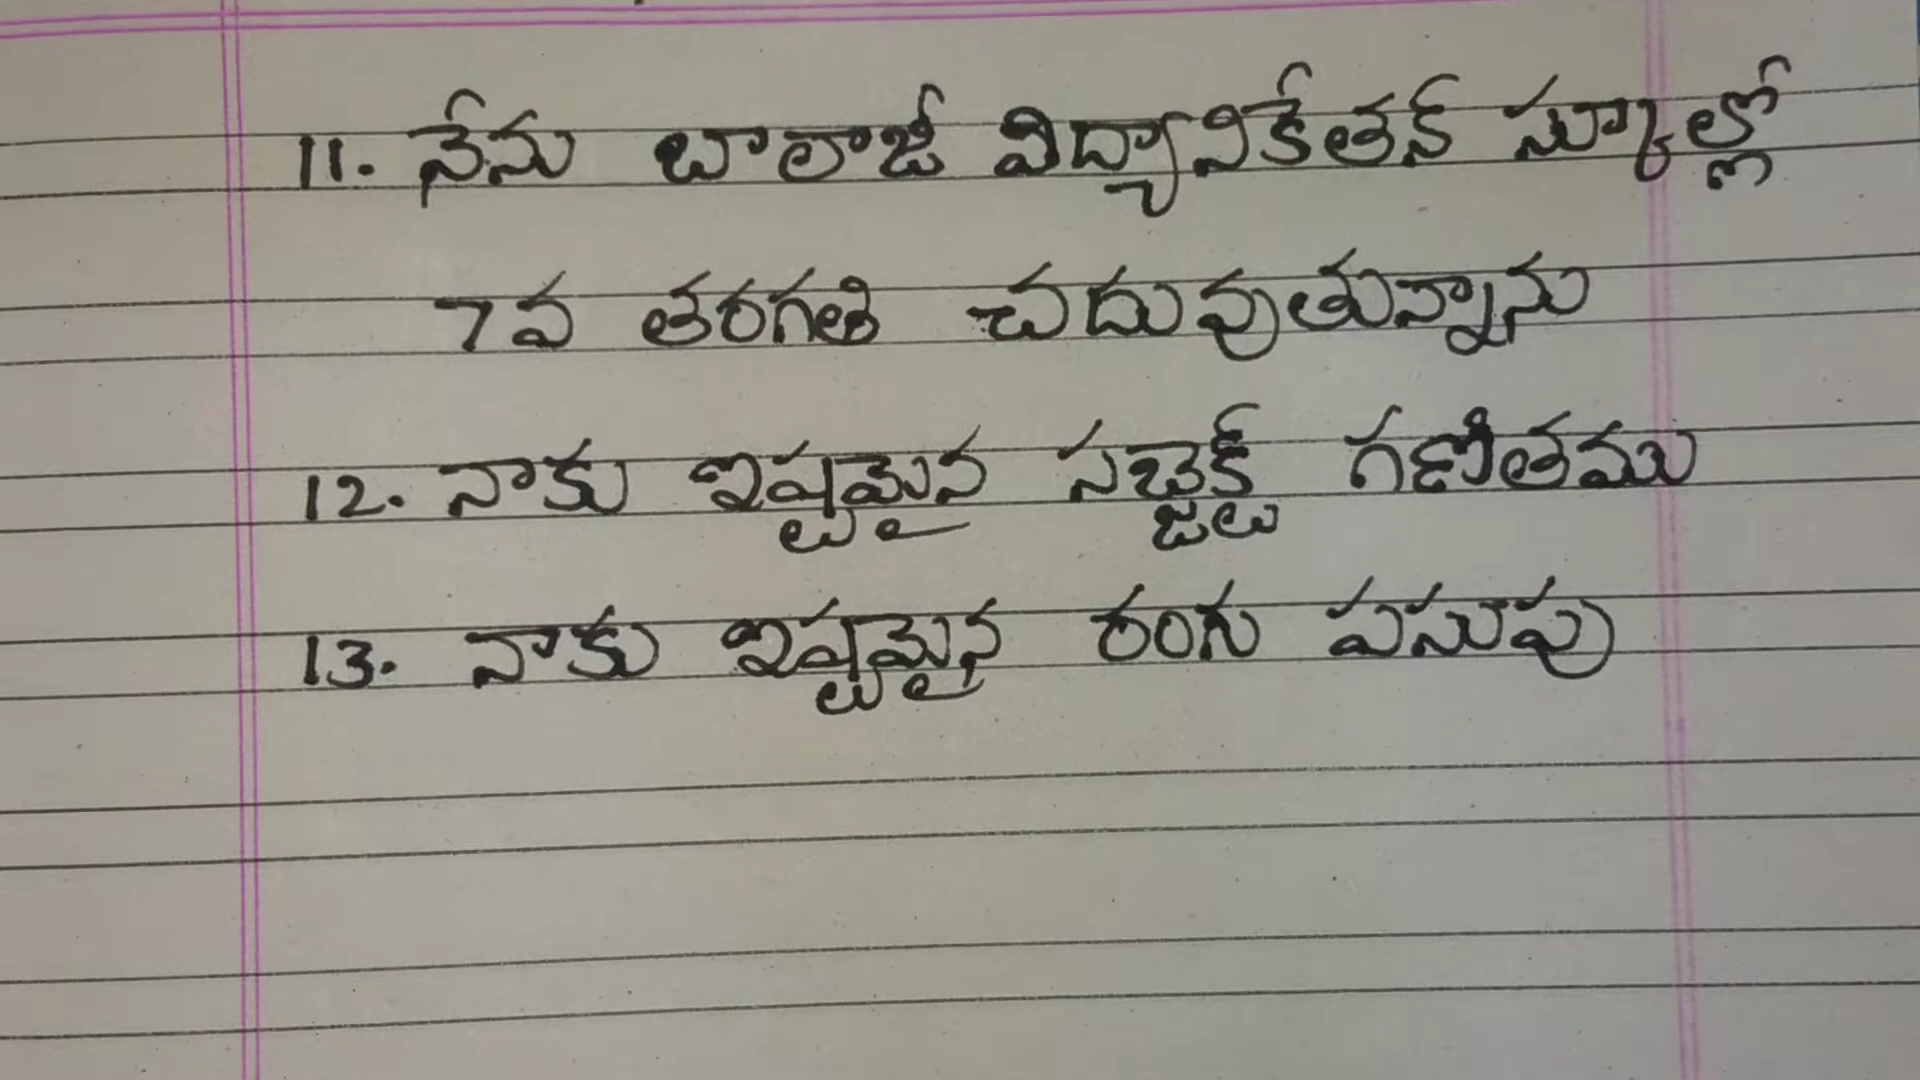 11. నేను బాలాజీ విద్యానికేతన్ స్కూల్లో
7వ తరగతి చదువుతున్నాను
12. నాకు ఇష్టమైన సబ్జెక్ట్ గణితము
13. నాకు ఇష్టమైన రంగు పసుపు